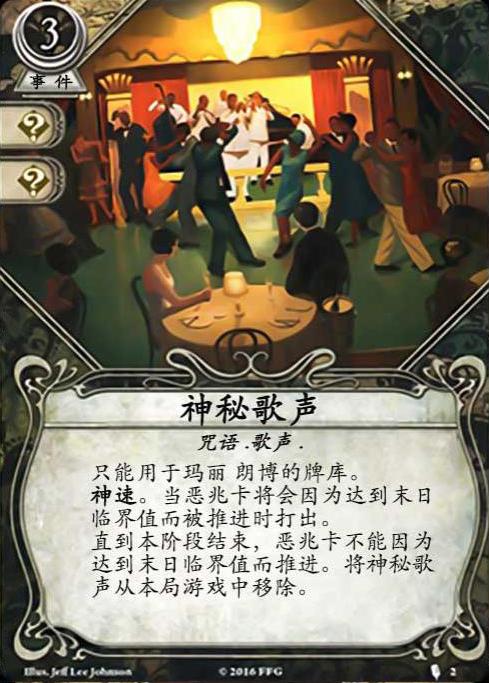 3
事件
?
?
神秘歌声
咒语.歌声.
只能用于玛丽 朗博的牌库。
神速。当恶兆卡将会因为达到末日
临界值而被推进时打出。
直到本阶段结束，恶兆卡不能因为
达到末日临界值而推进。将神秘歌
声从本局游戏中移除。
Illus. Jeff Lee Johnson
© 2016 FFG
2